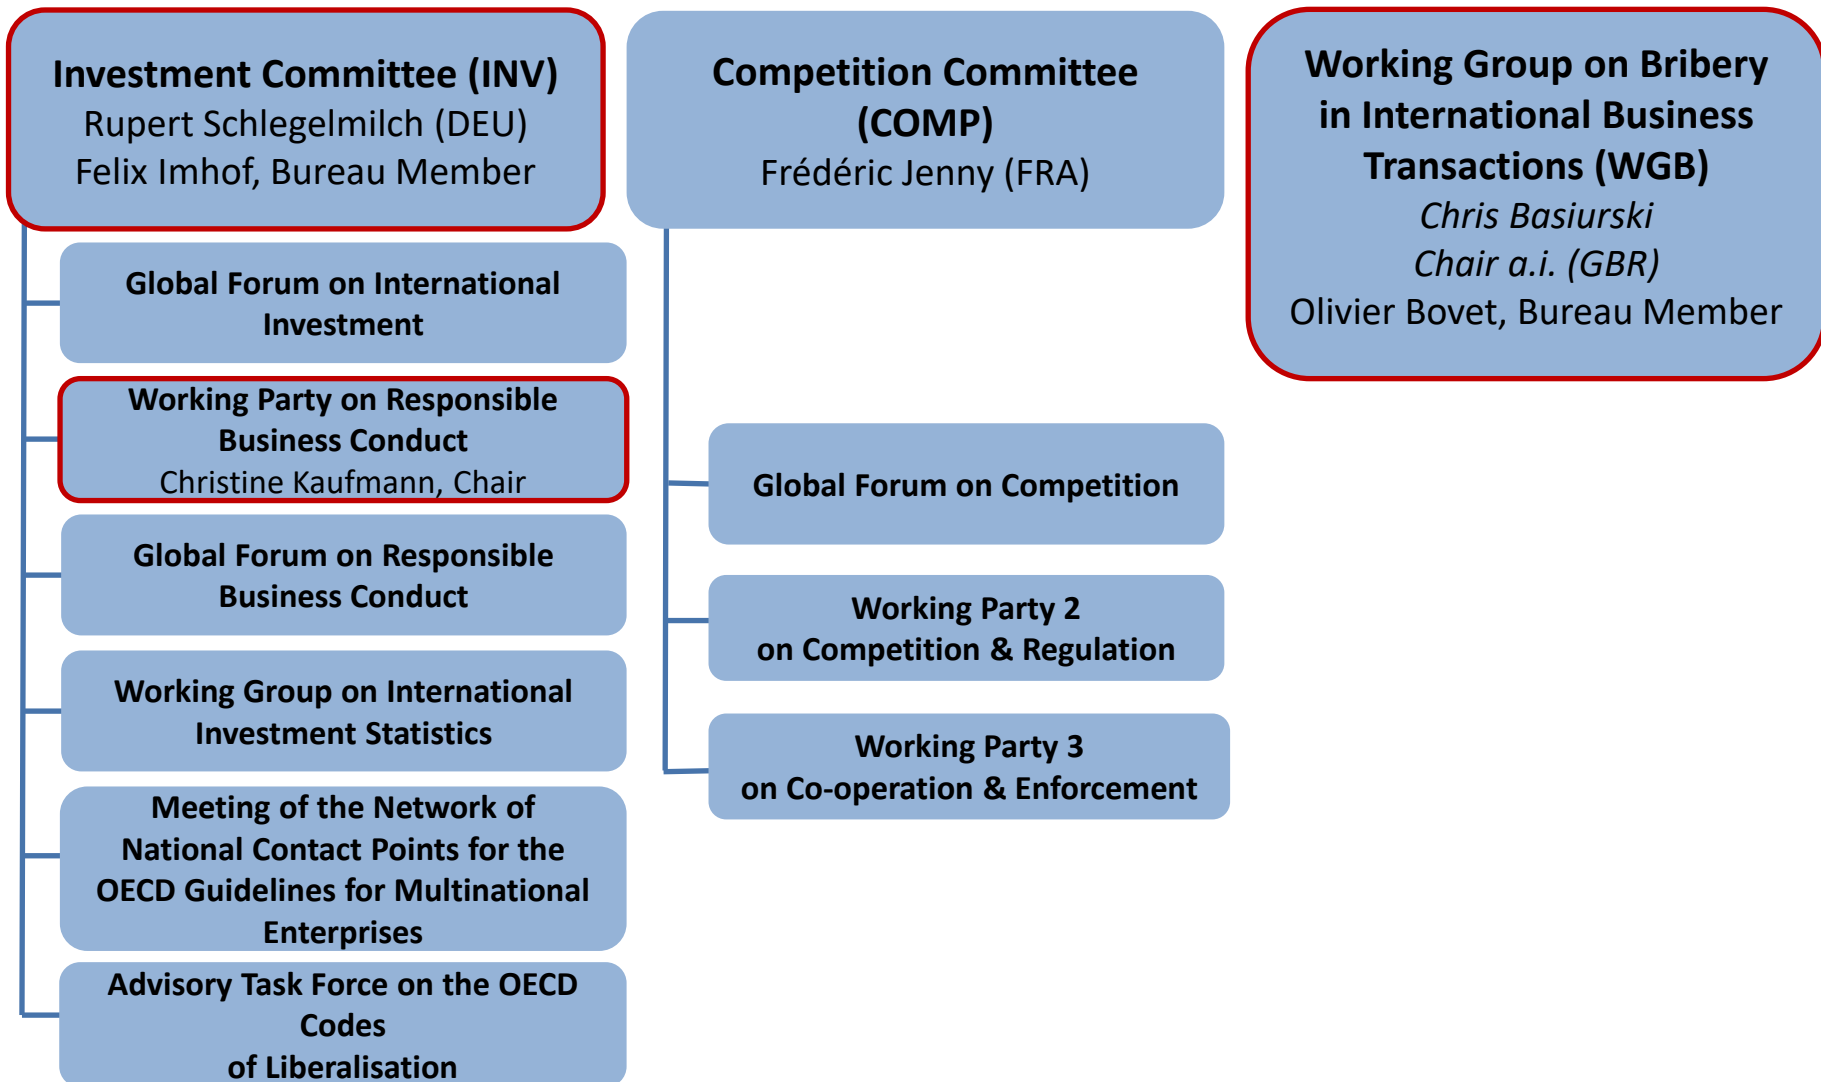 Investment Committee (INV)
Rupert Schlegelmilch (DEU)
Felix Imhof, Bureau Member
Global Forum on International
Investment
Working Party on Responsible
Business Conduct
Christine Kaufmann, Chair
Global Forum on Responsible
Business Conduct
Working Group on International
Investment Statistics
Meeting of the Network of
National Contact Points for the
OECD Guidelines for Multinational
Enterprises
Advisory Task Force on the OECD
Codes
of Liberalisation
Competition Committee
(COMP)
Frédéric Jenny (FRA)
Global Forum on Competition
Working Party 2
on Competition & Regulation
Working Party 3
on Co-operation & Enforcement
Working Group on Bribery
in International Business
Transactions (WGB)
Chris Basiurski
Chair a.i. (GBR)
Olivier Bovet, Bureau Member